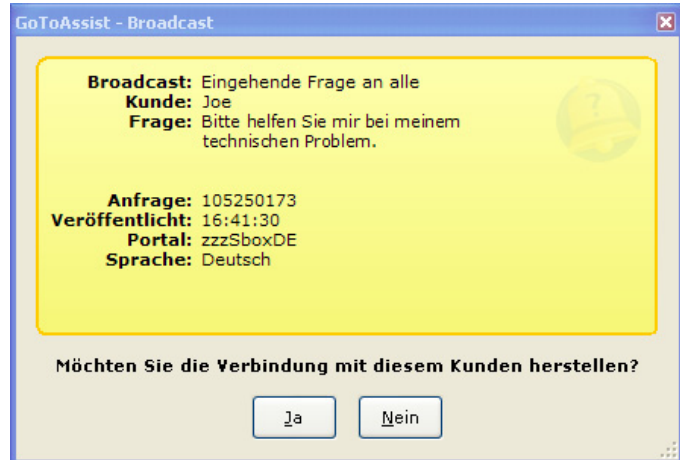 GoToAssist - Broadcast
Broadcast: Eingehende Frage an alle
Kunde: Joe
Frage: Bitte helfen Sie mir bei meinem
technischen Problem.
Anfrage: 105250173
Veröffentlicht: 16:41:30
Portal: zzzSboxDE
Sprache: Deutsch
Möchten Sie die Verbindung mit diesem Kunden herstellen?
Ja Nein